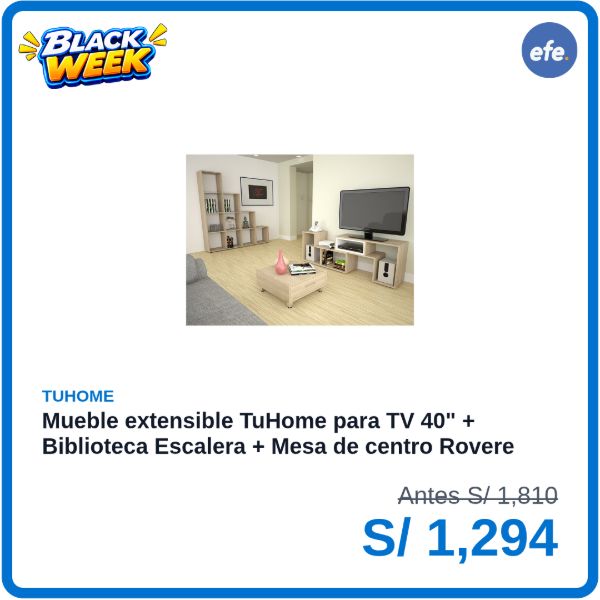 BLACK
WEEK
efe.
TUHOME
Mueble extensible TuHome para TV 40" +
Biblioteca Escalera + Mesa de centro Rovere
Antes S/ 1,810
S/ 1,294